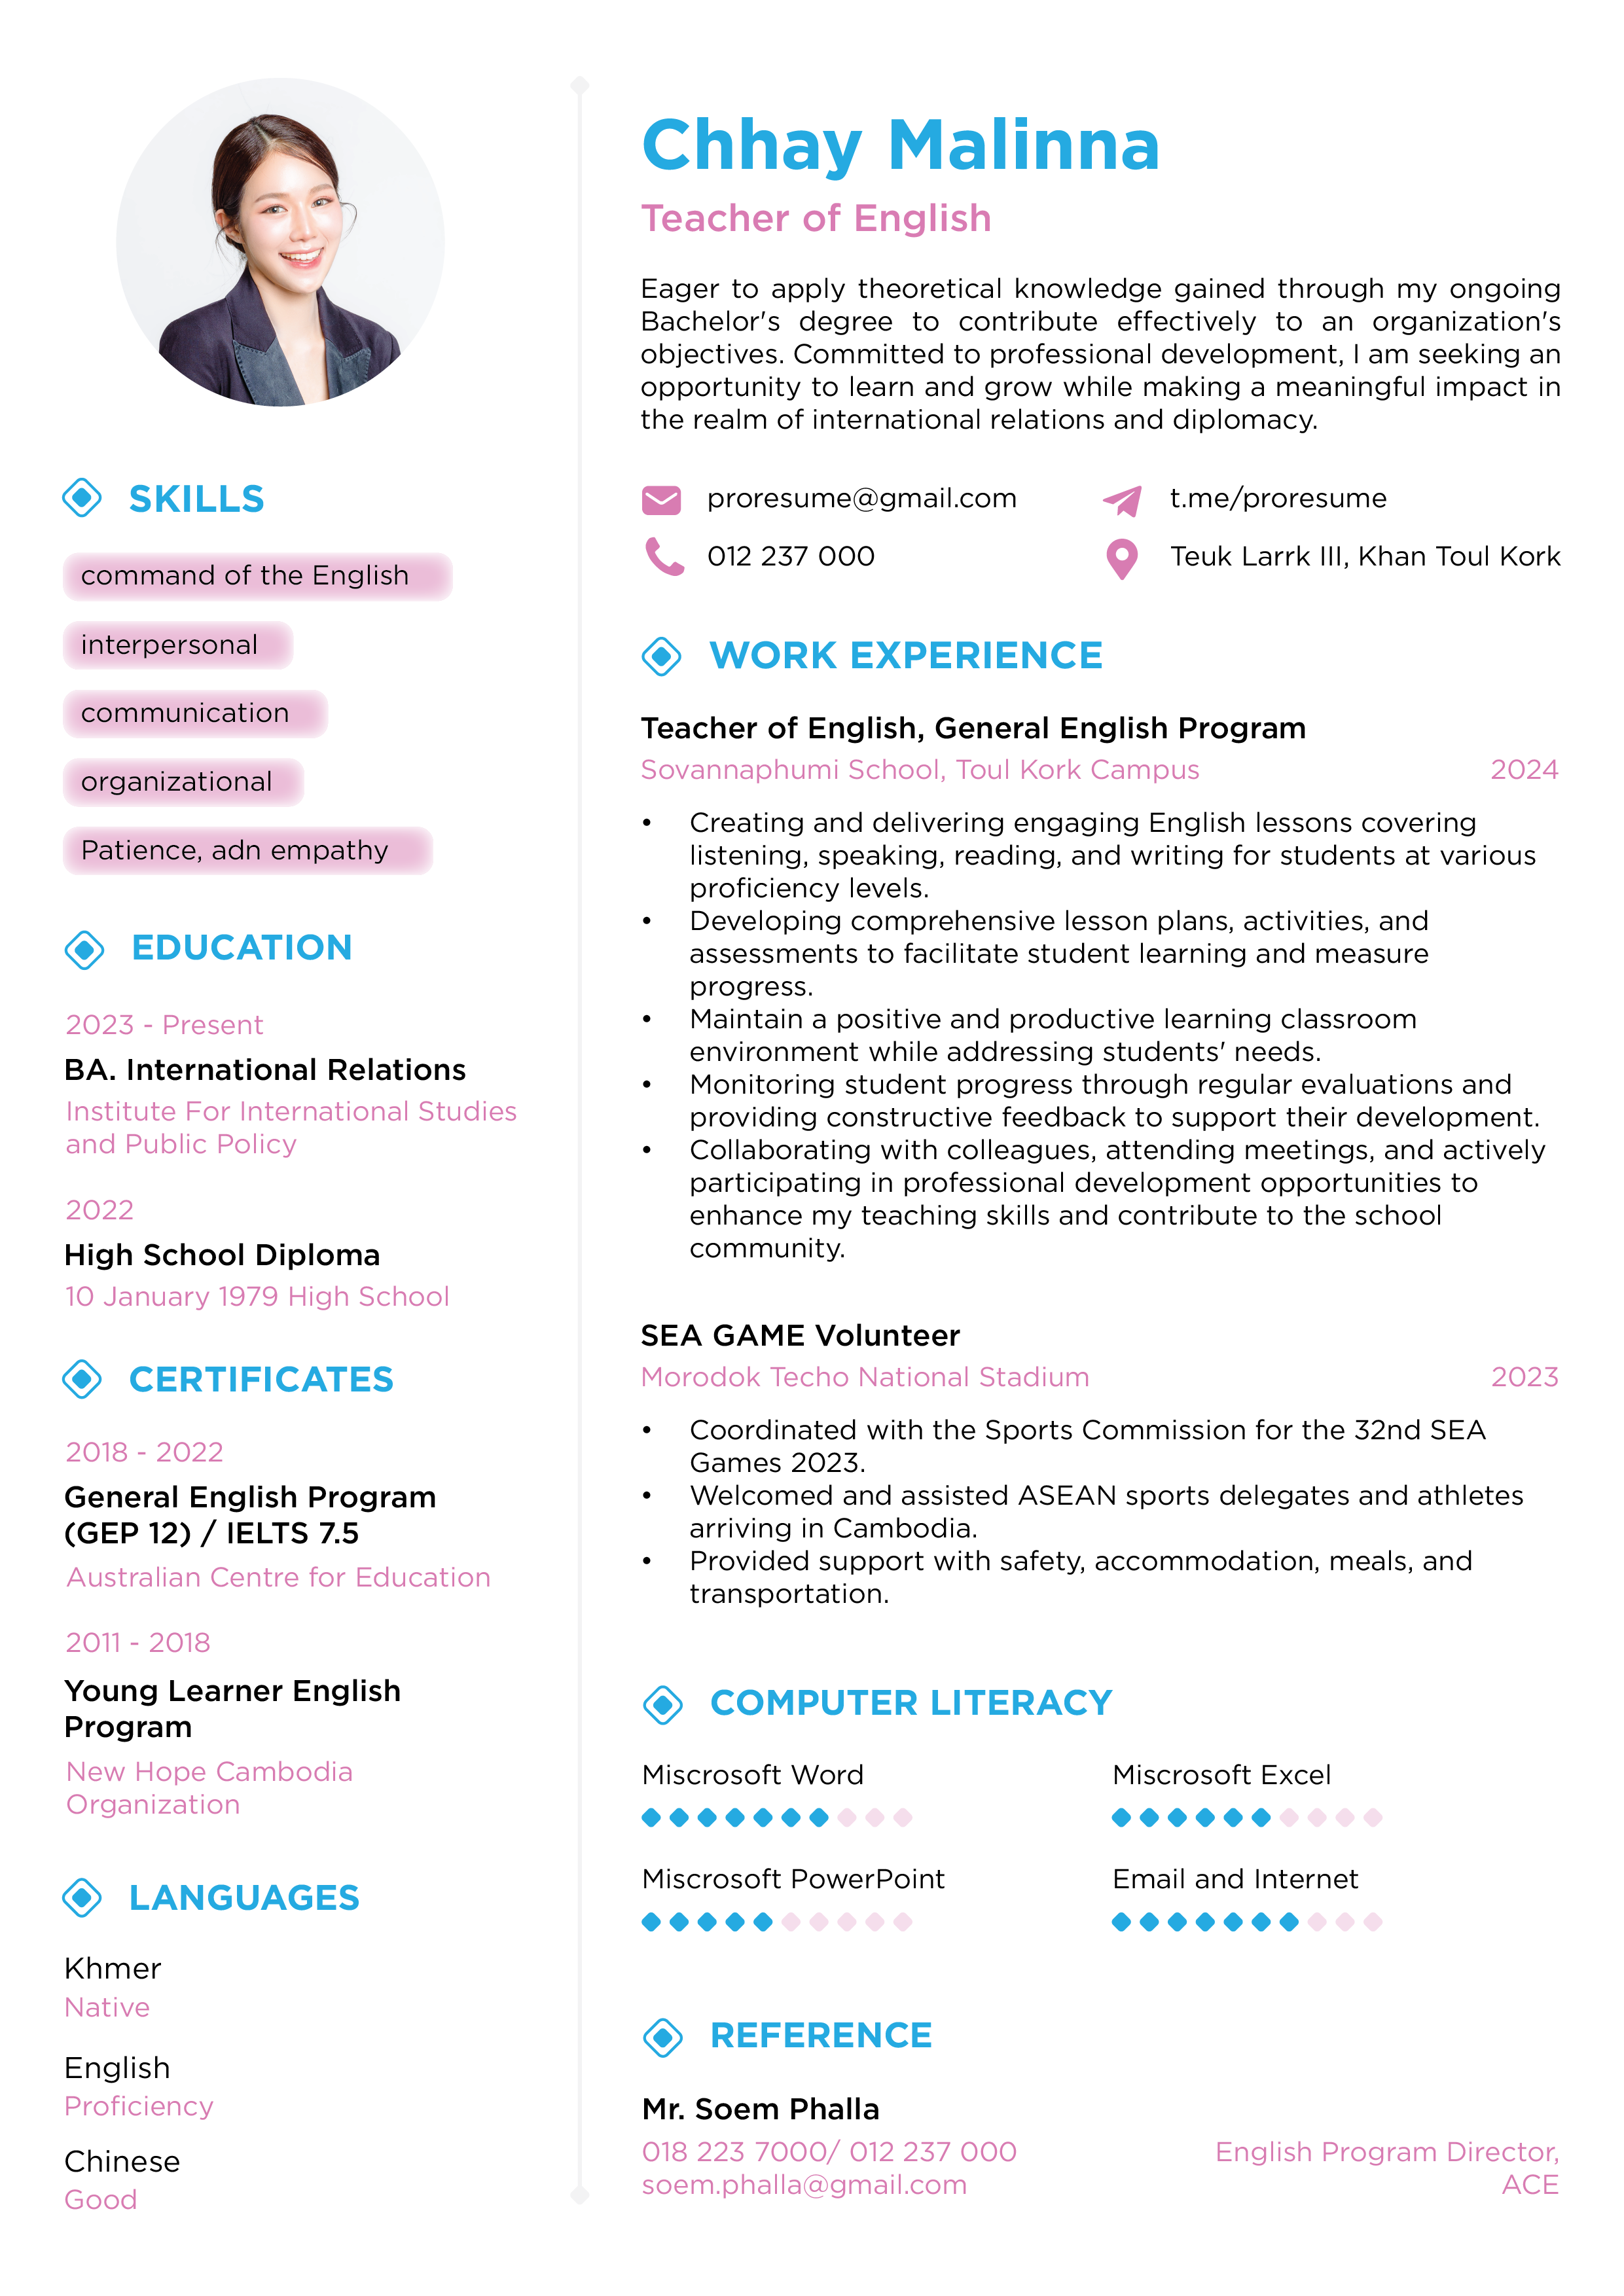 Chhay Malinna
Teacher of English
Eager to apply theoretical knowledge gained through my ongoing
Bachelor's degree to contribute effectively to an organization's
objectives. Committed to professional development, I am seeking an
opportunity to learn and grow while making a meaningful impact in
the realm of international relations and diplomacy.
proresume@gmail.com
t.me/proresume
012 237 000
Teuk Larrk III, Khan Toul Kork
SKILLS
command of the English
interpersonal
communication
organizational
Patience, adn empathy
EDUCATION
2023 - Present
BA. International Relations
Institute For International Studies
and Public Policy
2022
High School Diploma
10 January 1979 High School
CERTIFICATES
2018 - 2022
General English Program
(GEP 12) / IELTS 7.5
Australian Centre for Education
2011 - 2018
Young Learner English
Program
New Hope Cambodia
Organization
LANGUAGES
Khmer
Native
English
Proficiency
Chinese
Good
WORK EXPERIENCE
Teacher of English, General English Program
Sovannaphumi School, Toul Kork Campus 2024
• Creating and delivering engaging English lessons covering
listening, speaking, reading, and writing for students at various
proficiency levels.
• Developing comprehensive lesson plans, activities, and
assessments to facilitate student learning and measure
progress.
• Maintain a positive and productive learning classroom
environment while addressing students' needs.
• Monitoring student progress through regular evaluations and
providing constructive feedback to support their development.
• Collaborating with colleagues, attending meetings, and actively
participating in professional development opportunities to
enhance my teaching skills and contribute to the school
community.
SEA GAME Volunteer
Morodok Techo National Stadium 2023
• Coordinated with the Sports Commission for the 32nd SEA
Games 2023.
• Welcomed and assisted ASEAN sports delegates and athletes
arriving in Cambodia.
• Provided support with safety, accommodation, meals, and
transportation.
COMPUTER LITERACY
Miscrosoft Word
Miscrosoft Excel
Miscrosoft PowerPoint
Email and Internet
REFERENCE
Mr. Soem Phalla
018 223 7000/ 012 237 000
soem.phalla@gmail.com
English Program Director,
ACE